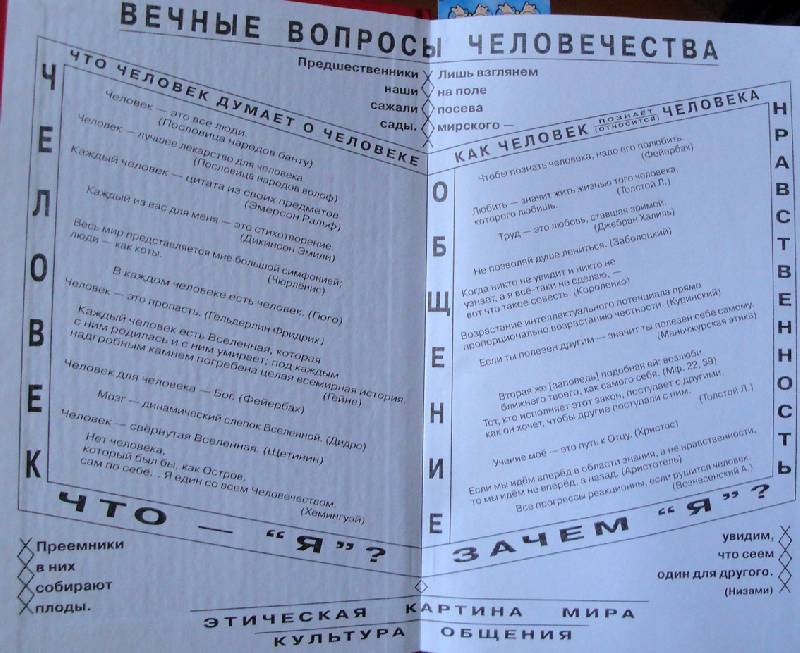 ВЕЧНЫЕ ВОПРОСЫ ЧЕЛОВЕЧЕСТВА
Предшественники
наши
сажали
сады.
Лишь взглянем
на поле
посева
мирского —
ЧЕЛОВЕК
ЧТО ЧЕЛОВЕК ДУМАЕТ О ЧЕЛОВЕКЕ
Человек — это все люди.
(Пословица народов банту)
Человек — лучшее лекарство для человека.
(Пословица народов волоф)
Каждый человек — цитата из своих предметов
(Эмерсон Ральф)
Каждый из вас для меня — это стихотворение.
(Дикинсон Эмили)
Весь мир представляется мне большой симфонией;
люди — как ноты.
(Чюрлёнис)
В каждом человеке есть человек. (Гюго)
Человек — это пропасть. (Гельдерлин Фридрих)
Каждый человек есть Вселенная, которая
с ним родилась и с ним умирает; под каждым
надгробным камнем погребена целая всемирная история.
(Гейне)
Человек для человека — Бог. (Фейербах)
Мозг — динамический слепок Вселенной. (Дидро)
Человек — свёрнутая Вселенная. (Щетинин)
Нет человека,
который был бы, как Остров,
сам по себе... Я един со всем Человечеством.
(Хемингуэй)
ЧТО — “Я”?
ОБЩЕНИЕ
КАК ЧЕЛОВЕК ПОЗНАЕТ (ОТНОСИТСЯ) ЧЕЛОВЕКА
Чтобы познать человека, надо его полюбить.
(Фейербах)
Любить — значит жить жизнью того человека,
которого любишь.
(Толстой Л.)
Труд — это любовь, ставшая зримой.
(Джебран Халиль)
Не позволяй душе лениться. (Заболоцкий)
Когда никто не увидит и никто не
узнает, а я всё-таки не сделаю, —
вот что такое совесть. (Короленко)
Возрастание интеллектуального потенциала прямо
пропорционально возрастанию честности. (Кусинский)
Если ты полезен другим — значит ты полезен себе самому.
(Маньчжурская этика)
Вторая же [заповедь] подобная ей: возлюби
ближнего твоего, как самого себя. (Мф. 22, 39)
Тот, кто исполняет этот закон, поступает с другими,
как он хочет, чтобы другие поступали с ним.
(Толстой Л.)
Учение моё — это путь к Отцу. (Христос)
Если мы идём вперёд в области знания, а не нравственности,
то мы идём не вперёд, а назад. (Аристотель)
Все прогрессы реакционны, если рушится человек.
(Вознесенский А.)
НРАВСТВЕННОСТЬ
ЗАЧЕМ “Я”?
Преемники
в них
собирают
плоды.
увидим,
что сеем
один для другого.
(Низами)
ЭТИЧЕСКАЯ КАРТИНА МИРА
КУЛЬТУРА ОБЩЕНИЯ